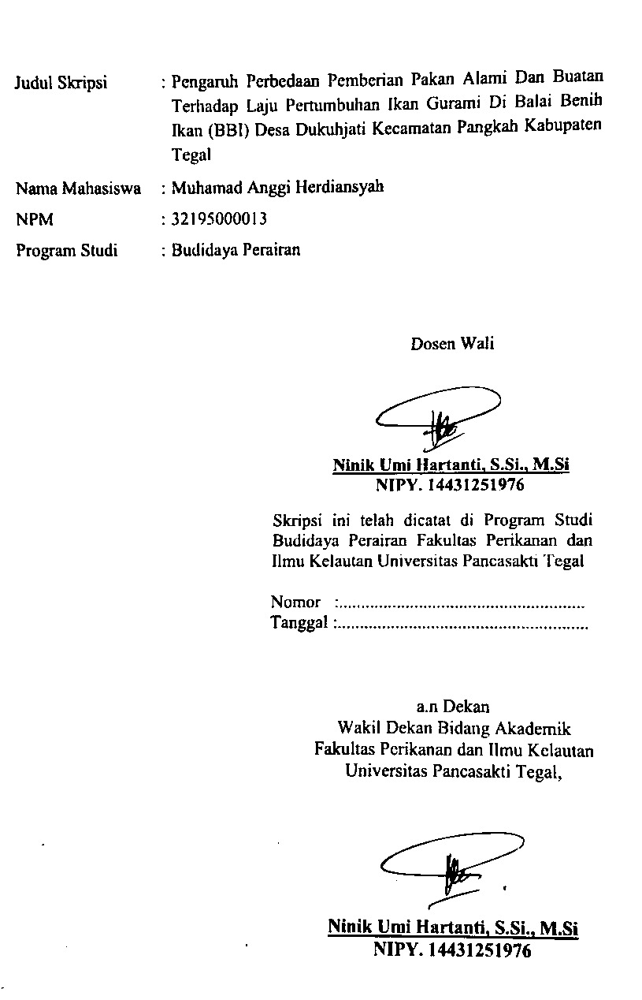 Judul Skripsi : Pengaruh Perbedaan Pemberian Pakan Alami Dan Buatan
Terhadap Laju Pertumbuhan Ikan Gurami Di Balai Benih
Ikan (BBI) Desa Dukuhjati Kecamatan Pangkah Kabupaten
Tegal
Nama Mahasiswa : Muhamad Anggi Herdiansyah
NPM : 32195000013
Program Studi : Budidaya Perairan
Dosen Wali
Ninik Umi Hartanti, S.Si., M.Si
NIPY. 14431251976
Skripsi ini telah dicatat di Program Studi
Budidaya Perairan Fakultas Perikanan dan
Ilmu Kelautan Universitas Pancasakti Tegal
Nomor :......................................................
Tanggal :.......................................................
a.n Dekan
Wakil Dekan Bidang Akademik
Fakultas Perikanan dan Ilmu Kelautan
Universitas Pancasakti Tegal,
Ninik Umi Hartanti, S.Si., M.Si
NIPY. 14431251976